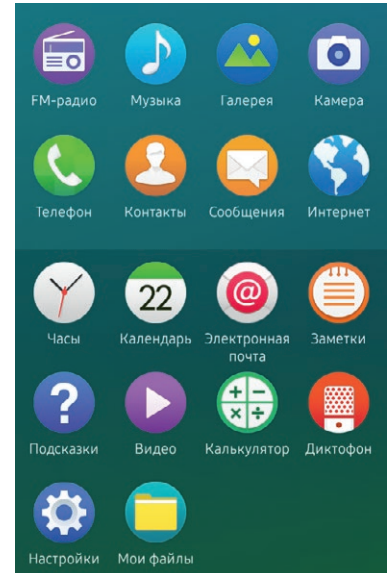 FM-радио Музыка Галерея Камера
Телефон Контакты Сообщения Интернет
22
Часы Календарь Электронная почта Заметки
?
Подсказки Видео Калькулятор Диктофон
Настройки Мои файлы